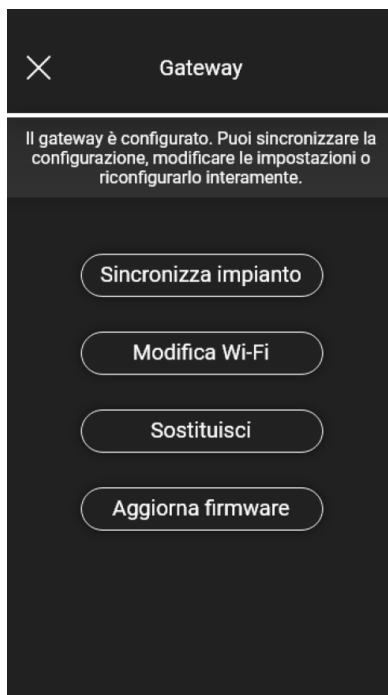 Gateway
Il gateway è configurato. Puoi sincronizzare la
configurazione, modificare le impostazioni o
riconfigurarlo interamente.
Sincronizza impianto
Modifica Wi-Fi
Sostituisci
Aggiorna firmware